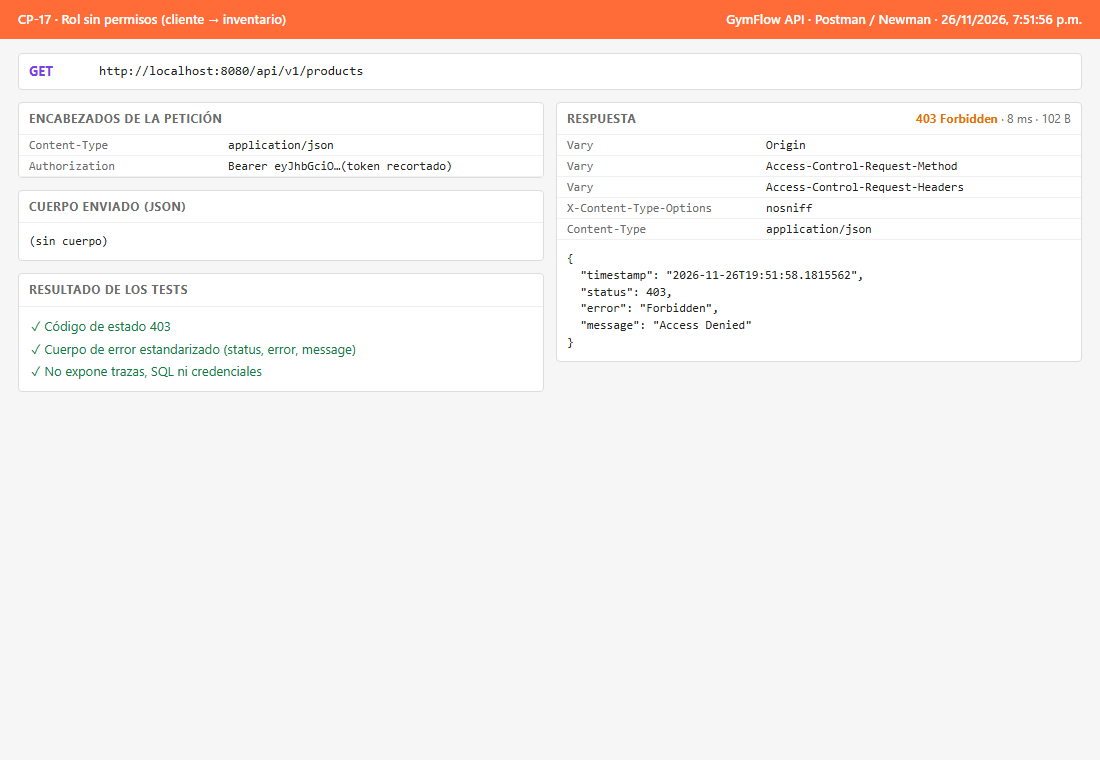 CP-17 · Rol sin permisos (cliente → inventario)
GymFlow API · Postman / Newman · 26/11/2026, 7:51:56 p.m.
GET http://localhost:8080/api/v1/products
ENCABEZADOS DE LA PETICIÓN
Content-Type application/json
Authorization Bearer eyJhbGciO…(token recortado)
CUERPO ENVIADO (JSON)
(sin cuerpo)
RESULTADO DE LOS TESTS
✓ Código de estado 403
✓ Cuerpo de error estandarizado (status, error, message)
✓ No expone trazas, SQL ni credenciales
RESPUESTA 403 Forbidden · 8 ms · 102 B
Vary Origin
Vary Access-Control-Request-Method
Vary Access-Control-Request-Headers
X-Content-Type-Options nosniff
Content-Type application/json
{
"timestamp": "2026-11-26T19:51:58.1815562",
"status": 403,
"error": "Forbidden",
"message": "Access Denied"
}